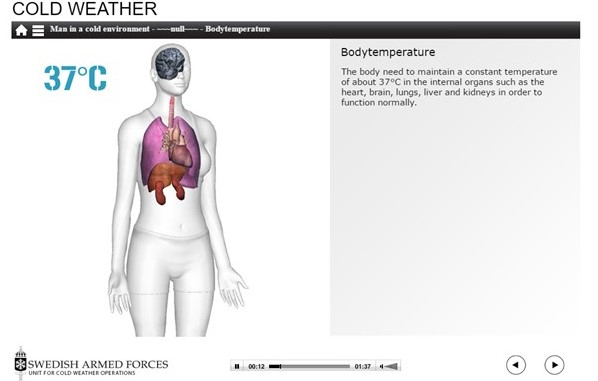 COLD WEATHER
Man in a cold environment - ~~~null~~~ - Bodytemperature
37°C
Bodytemperature
The body need to maintain a constant temperature
of about 37°C in the internal organs such as the
heart, brain, lungs, liver and kidneys in order to
function normally.
SWEDISH ARMED FORCES
UNIT FOR COLD WEATHER OPERATIONS
00:12 01:37